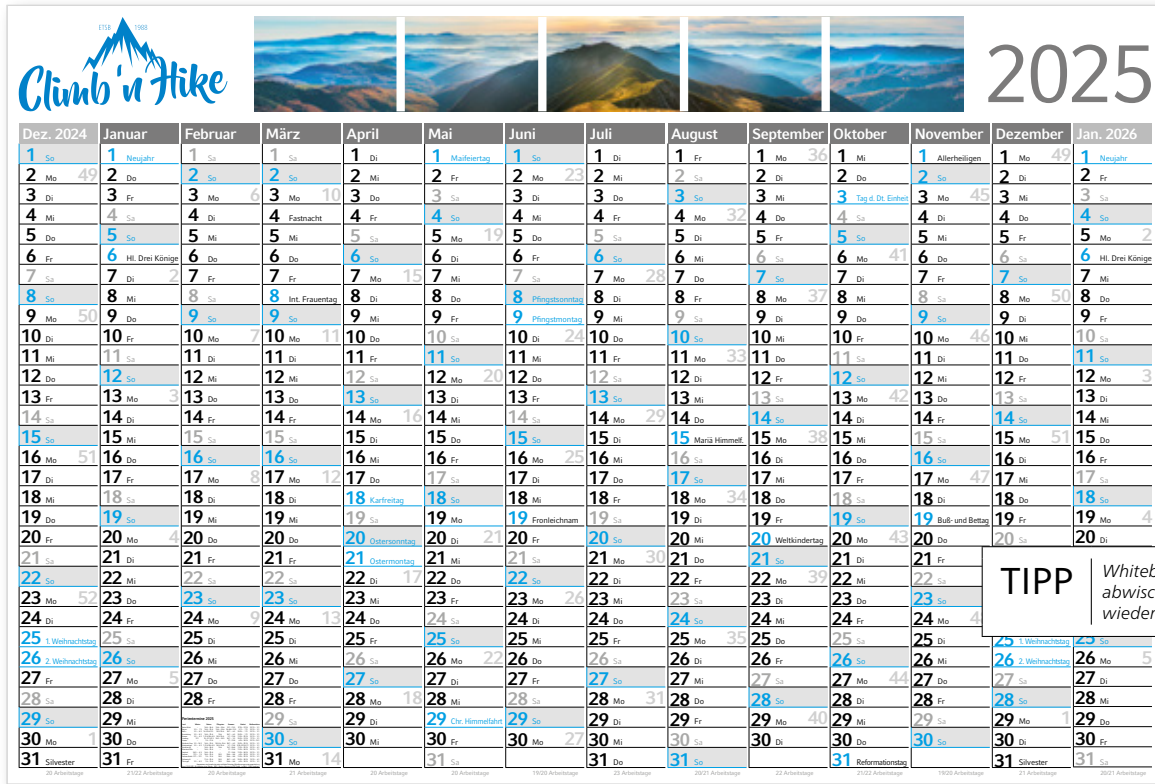 ETSB 1988
Climb 'n Hike
2025
Dez. 2024 Januar Februar März April Mai Juni Juli August September Oktober November Dezember Jan. 2026
1 So 1 Neujahr 1 Sa 1 Sa 1 Di 1 Maifeiertag 1 So 1 Di 1 Fr 1 Mo 36 1 Mi 1 Allerheiligen 1 Mo 49 1 Neujahr
2 Mo 49 2 Do 2 So 2 So 2 Mi 2 Fr 2 Mo 23 2 Mi 2 Sa 2 Di 2 Do 2 So 2 Di 2 Fr
3 Di 3 Fr 3 Mo 6 3 Mo 10 3 Do 3 Sa 3 Di 3 Do 3 So 3 Mi 3 Tag d. Dt. Einheit 3 Mo 45 3 Mi 3 Sa
4 Mi 4 Sa 4 Di 4 Fastnacht 4 Fr 4 So 4 Mi 4 Fr 4 Mo 32 4 Do 4 Sa 4 Di 4 Do 4 So
5 Do 5 So 5 Mi 5 Mi 5 Sa 5 Mo 19 5 Do 5 Sa 5 Di 5 Fr 5 So 5 Mi 5 Fr 5 Mo 2
6 Fr 6 Hl. Drei Könige 6 Do 6 Do 6 So 6 Di 6 Fr 6 So 6 Mi 6 Sa 6 Mo 41 6 Do 6 Sa 6 Hl. Drei Könige
7 Sa 7 Di 2 7 Fr 7 Fr 7 Mo 15 7 Mi 7 Sa 7 Mo 28 7 Do 7 So 7 Di 7 Fr 7 So 7 Mi
8 So 8 Mi 8 Sa 8 Int. Frauentag 8 Di 8 Do 8 Pfingstsonntag 8 Di 8 Fr 8 Mo 37 8 Mi 8 Sa 8 Mo 50 8 Do
9 Mo 50 9 Do 9 So 9 So 9 Mi 9 Fr 9 Pfingstmontag 9 Mi 9 Sa 9 Di 9 Do 9 So 9 Di 9 Fr
10 Di 10 Fr 10 Mo 7 10 Mo 11 10 Do 10 Sa 10 Di 24 10 Do 10 So 10 Mi 10 Fr 10 Mo 46 10 Mi 10 Sa
11 Mi 11 Sa 11 Di 11 Di 11 Fr 11 So 11 Mi 11 Fr 11 Mo 33 11 Do 11 Sa 11 Di 11 Do 11 So
12 Do 12 So 12 Mi 12 Mi 12 Sa 12 Mo 20 12 Do 12 Sa 12 Di 12 Fr 12 So 12 Mi 12 Fr 12 Mo 3
13 Fr 13 Mo 3 13 Do 13 Do 13 So 13 Di 13 Fr 13 So 13 Mi 13 Sa 13 Mo 42 13 Do 13 Sa 13 Di
14 Sa 14 Di 14 Fr 14 Fr 14 Mo 16 14 Mi 14 Sa 14 Mo 29 14 Do 14 So 14 Di 14 Fr 14 So 14 Mi
15 So 15 Mi 15 Sa 15 Sa 15 Di 15 Do 15 So 15 Di 15 Mariä Himmelf. 15 Mo 38 15 Mi 15 Sa 15 Mo 51 15 Do
16 Mo 51 16 Do 16 So 16 So 16 Mi 16 Fr 16 Mo 25 16 Mi 16 Sa 16 Di 16 Do 16 So 16 Di 16 Fr
17 Di 17 Fr 17 Mo 8 17 Mo 12 17 Do 17 Sa 17 Di 17 Do 17 So 17 Mi 17 Fr 17 Mo 47 17 Mi 17 Sa
18 Mi 18 Sa 18 Di 18 Di 18 Karfreitag 18 So 18 Mi 18 Fr 18 Mo 34 18 Do 18 Sa 18 Di 18 Do 18 So
19 Do 19 So 19 Mi 19 Mi 19 Sa 19 Mo 19 Fronleichnam 19 Sa 19 Di 19 Fr 19 So 19 Buß- und Bettag 19 Fr 19 Mo 4
20 Fr 20 Mo 4 20 Do 20 Do 20 Ostersonntag 20 Di 21 20 Fr 20 So 20 Mi 20 Weltkindertag 20 Mo 43 20 Do 20 Sa 20 Di
21 Sa 21 Di 21 Fr 21 Fr 21 Ostermontag 21 Mi 21 Sa 21 Mo 30 21 Do 21 So 21 Di 21 Fr
22 So 22 Mi 22 Sa 22 Sa 22 Di 17 22 Do 22 So 22 Di 22 Fr 22 Mo 39 22 Mi 22 Sa
23 Mo 52 23 Do 23 So 23 So 23 Mi 23 Fr 23 Mo 26 23 Mi 23 Sa 23 Di 23 Do 23 So
24 Di 24 Fr 24 Mo 9 24 Mo 13 24 Do 24 Sa 24 Di 24 Do 24 So 24 Mi 24 Fr 24 Mo
TIPP
Whiteb
abwisc
wieder
25 1. Weihnachtstag 25 Sa 25 Di 25 Di 25 Fr 25 So 25 Mi 25 Fr 25 Mo 35 25 Do 25 Sa 25 Di 25 1. Weihnachtstag 25 So
26 2. Weihnachtstag 26 So 26 Mi 26 Mi 26 Sa 26 Mo 22 26 Do 26 Sa 26 Di 26 Fr 26 So 26 Mi 26 2. Weihnachtstag 26 Mo 5
27 Fr 27 Mo 5 27 Do 27 Do 27 So 27 Di 27 Fr 27 So 27 Mi 27 Sa 27 Mo 44 27 Do 27 Sa 27 Di
28 Sa 28 Di 28 Fr 28 Fr 28 Mo 18 28 Mi 28 Sa 28 Mo 31 28 Do 28 So 28 Di 28 Fr 28 So 28 Mi
29 So 29 Mi Ferientermine 2025 29 Sa 29 Di 29 Chr. Himmelfahrt 29 So 29 Di 29 Fr 29 Mo 40 29 Mi 29 Sa 29 Mo 1 29 Do
30 Mo 1 30 Do 30 So 30 Mi 30 Fr 30 Mo 27 30 Mi 30 Sa 30 Di 30 Do 30 So 30 Di 30 Fr
31 Silvester 31 Fr 31 Mo 14 31 Sa 31 Do 31 So 31 Reformationstag 31 Silvester 31 Sa
20 Arbeitstage 21/22 Arbeitstage 20 Arbeitstage 21 Arbeitstage 20 Arbeitstage 20 Arbeitstage 19/20 Arbeitstage 23 Arbeitstage 20/21 Arbeitstage 22 Arbeitstage 21/22 Arbeitstage 19/20 Arbeitstage 21 Arbeitstage 20/21 Arbeitstage